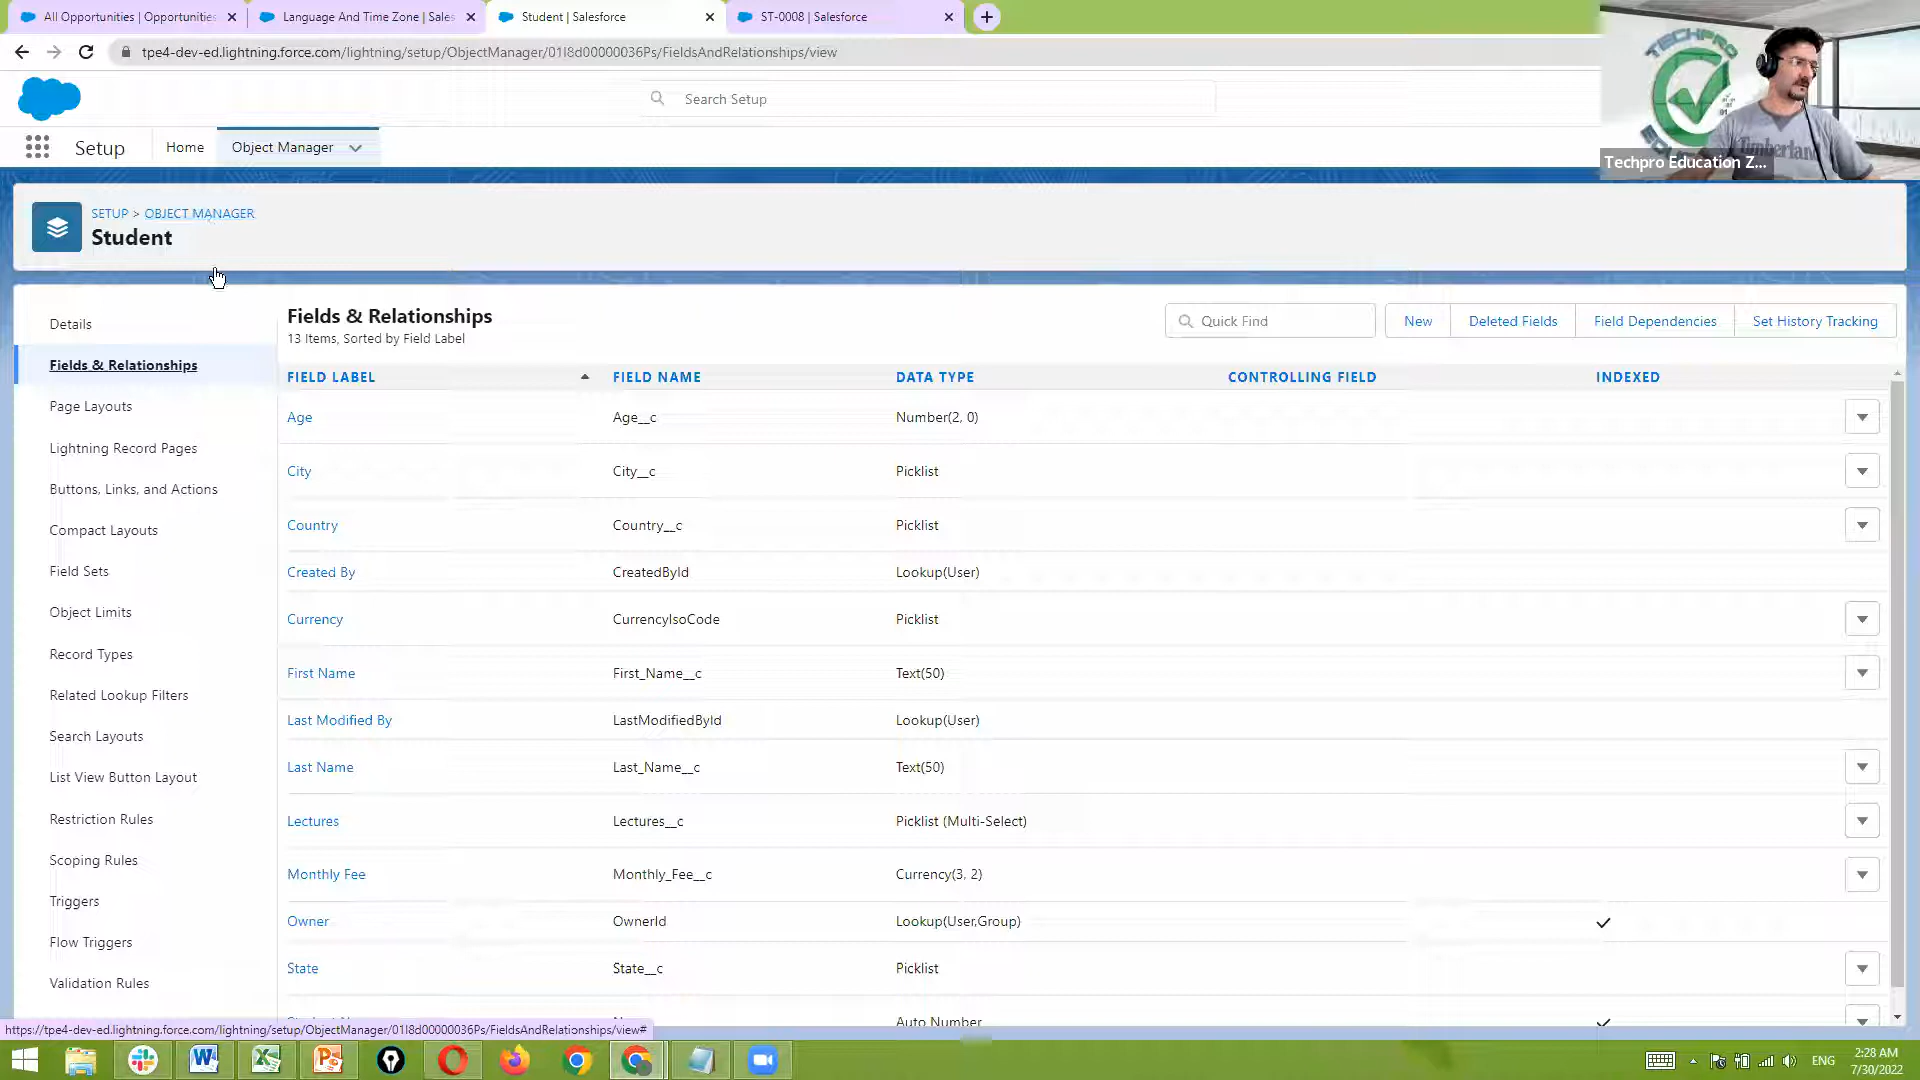 All Opportunities | Opportunities
Language And Time Zone | Sales
Student | Salesforce
ST-0008 | Salesforce
tpe4-dev-ed.lightning.force.com/lightning/setup/ObjectManager/01I8d00000036Ps/FieldsAndRelationships/view
TECHPRO
Timberland
Techpro Education Z...
Search Setup
Setup
Home
Object Manager
SETUP > OBJECT MANAGER
Student
Details
Fields & Relationships
Page Layouts
Lightning Record Pages
Buttons, Links, and Actions
Compact Layouts
Field Sets
Object Limits
Record Types
Related Lookup Filters
Search Layouts
List View Button Layout
Restriction Rules
Scoping Rules
Triggers
Flow Triggers
Validation Rules
Fields & Relationships
13 Items, Sorted by Field Label
Quick Find
New
Deleted Fields
Field Dependencies
Set History Tracking
FIELD LABEL FIELD NAME DATA TYPE CONTROLLING FIELD INDEXED
Age Age__c Number(2, 0)
City City__c Picklist
Country Country__c Picklist
Created By CreatedById Lookup(User)
Currency CurrencyIsoCode Picklist
First Name First_Name__c Text(50)
Last Modified By LastModifiedById Lookup(User)
Last Name Last_Name__c Text(50)
Lectures Lectures__c Picklist (Multi-Select)
Monthly Fee Monthly_Fee__c Currency(3, 2)
Owner OwnerId Lookup(User,Group)
State State__c Picklist
Auto Number
https://tpe4-dev-ed.lightning.force.com/lightning/setup/ObjectManager/01I8d00000036Ps/FieldsAndRelationships/view#
ENG
2:28 AM
7/30/2022